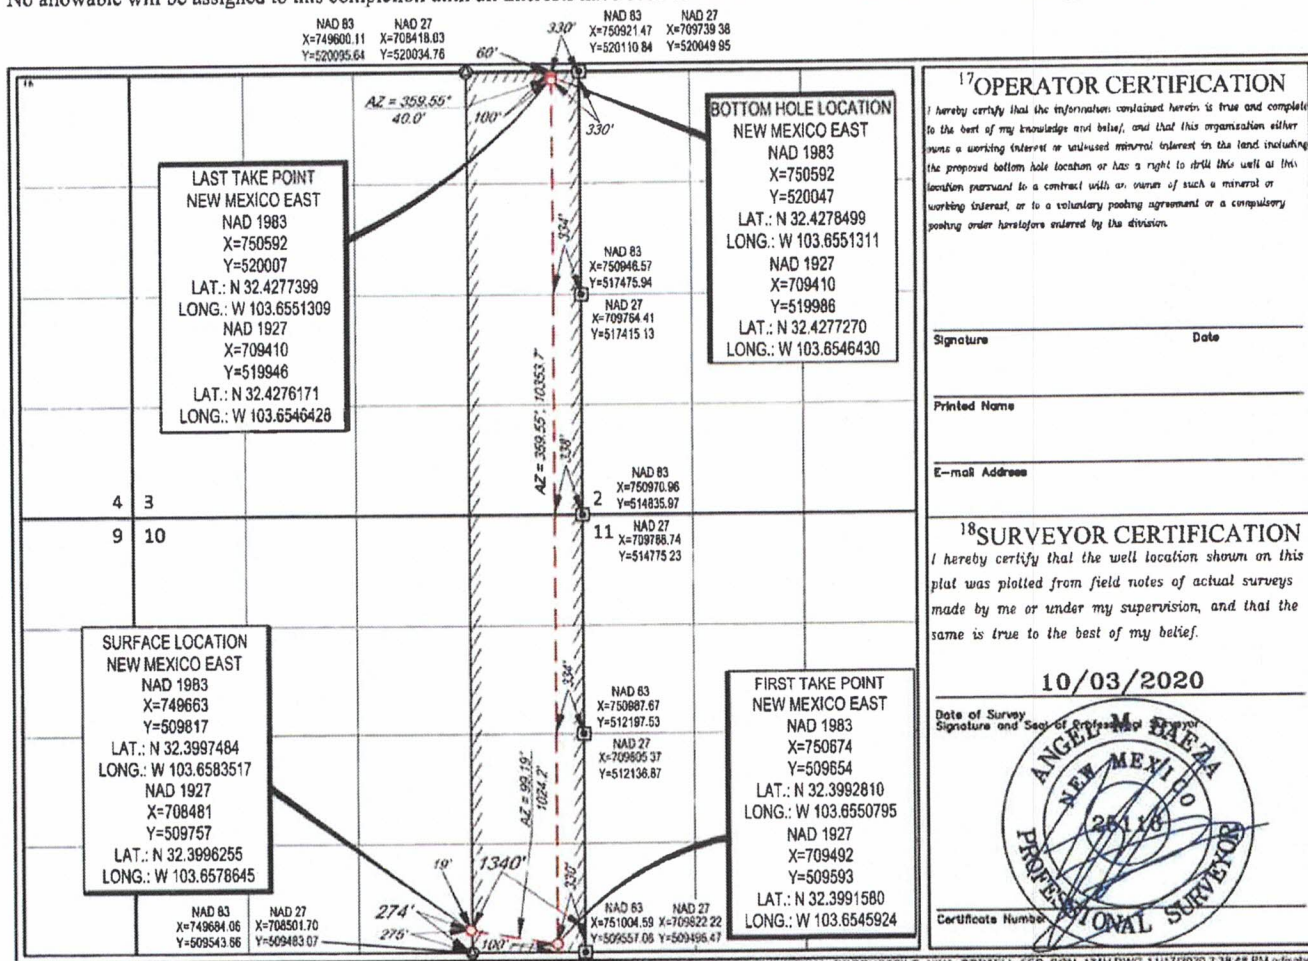 No allowable will be assigned to this completion until all
NAD 83 NAD 27
X=749600.11 X=708418.03
Y=520095.64 Y=520034.76
60'
330'
NAD 83 NAD 27
X=750921.47 X=709739.38
Y=520110.84 Y=520049.95
16
AZ = 359.55°
40.0'
100'
330'
LAST TAKE POINT
NEW MEXICO EAST
NAD 1983
X=750592
Y=520007
LAT.: N 32.4277399
LONG.: W 103.6551309
NAD 1927
X=709410
Y=519946
LAT.: N 32.4276171
LONG.: W 103.6546428
BOTTOM HOLE LOCATION
NEW MEXICO EAST
NAD 1983
X=750592
Y=520047
LAT.: N 32.4278499
LONG.: W 103.6551311
NAD 1927
X=709410
Y=519986
LAT.: N 32.4277270
LONG.: W 103.6546430
334'
NAD 83
X=750946.57
Y=517475.94
NAD 27
X=709764.41
Y=517415.13
AZ = 359.55°, 10353.7'
338'
4 3
9 10
2
11
NAD 83
X=750970.96
Y=514835.97
NAD 27
X=709788.74
Y=514775.23
SURFACE LOCATION
NEW MEXICO EAST
NAD 1983
X=749663
Y=509817
LAT.: N 32.3997484
LONG.: W 103.6583517
NAD 1927
X=708481
Y=509757
LAT.: N 32.3996255
LONG.: W 103.6578645
334'
NAD 83
X=750987.67
Y=512197.53
NAD 27
X=709805.37
Y=512136.87
AZ = 99.19°
1024.2'
FIRST TAKE POINT
NEW MEXICO EAST
NAD 1983
X=750674
Y=509654
LAT.: N 32.3992810
LONG.: W 103.6550795
NAD 1927
X=709492
Y=509593
LAT.: N 32.3991580
LONG.: W 103.6545924
19'
1340'
330'
274'
275'
100'
NAD 83 NAD 27
X=749684.06 X=708501.70
Y=509543.66 Y=509483.07
NAD 83 NAD 27
X=751004.59 X=709822.22
Y=509557.06 Y=509496.47
17OPERATOR CERTIFICATION
I hereby certify that the information contained herein is true and complete
to the best of my knowledge and belief, and that this organization either
owns a working interest or unleased mineral interest in the land including
the proposed bottom hole location or has a right to drill this well at this
location pursuant to a contract with an owner of such a mineral or
working interest, or to a voluntary pooling agreement or a compulsory
pooling order heretofore entered by the division.
Signature Date
Printed Name
E-mail Address
18SURVEYOR CERTIFICATION
I hereby certify that the well location shown on this
plat was plotted from field notes of actual surveys
made by me or under my supervision, and that the
same is true to the best of my belief.
10/03/2020
Date of Survey
Signature and Seal of Professional Surveyor
ANGEL M. BAEZA
NEW MEXICO
25116
PROFESSIONAL SURVEYOR
Certificate Number